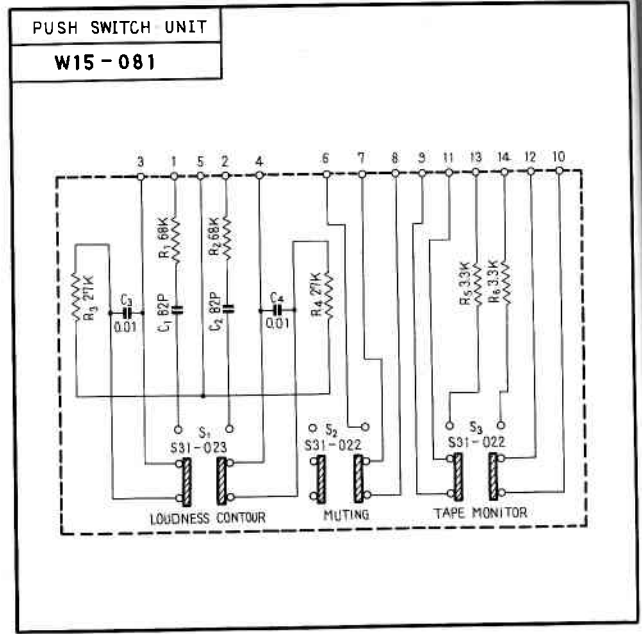 PUSH SWITCH UNIT
W15-081
3 1 5 2 4 6 7 8 9 11 13 14 12 10
R1 68K
R2 68K
R3 27K
C3
0.01
C1 82P
C2 82P
C4
0.01
R4 27K
R5 3.3K
R6 3.3K
S1
S31-023
S2
S31-022
S3
S31-022
LOUDNESS CONTOUR
MUTING
TAPE MONITOR